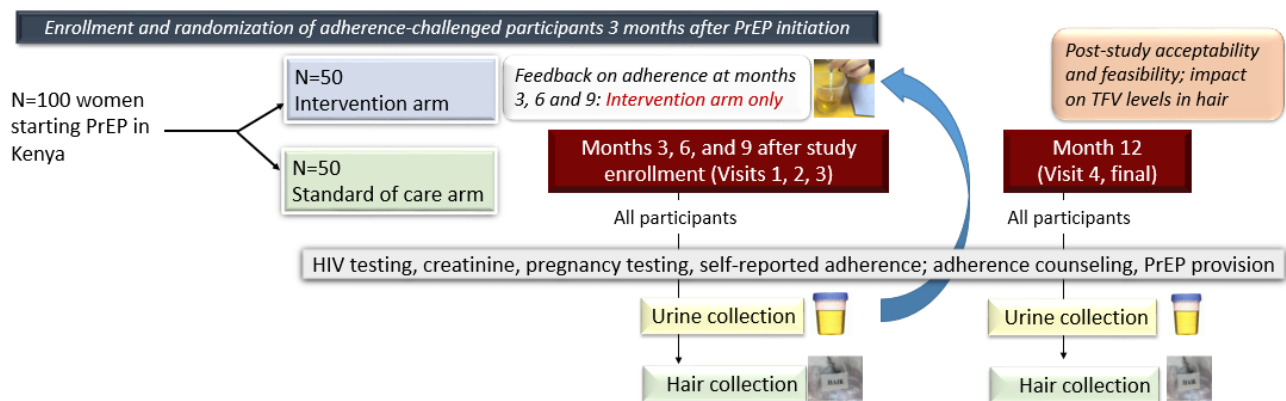 Enrollment and randomization of adherence-challenged participants 3 months after PrEP initiation
N=100 women
starting PrEP in
Kenya
N=50
Intervention arm
N=50
Standard of care arm
Feedback on adherence at months
3, 6 and 9: Intervention arm only
Post-study acceptability
and feasibility; impact
on TFV levels in hair
Months 3, 6, and 9 after study
enrollment (Visits 1, 2, 3)
Month 12
(Visit 4, final)
All participants
All participants
HIV testing, creatinine, pregnancy testing, self-reported adherence; adherence counseling, PrEP provision
Urine collection
Urine collection
Hair collection
HAIR
Hair collection
HAIR